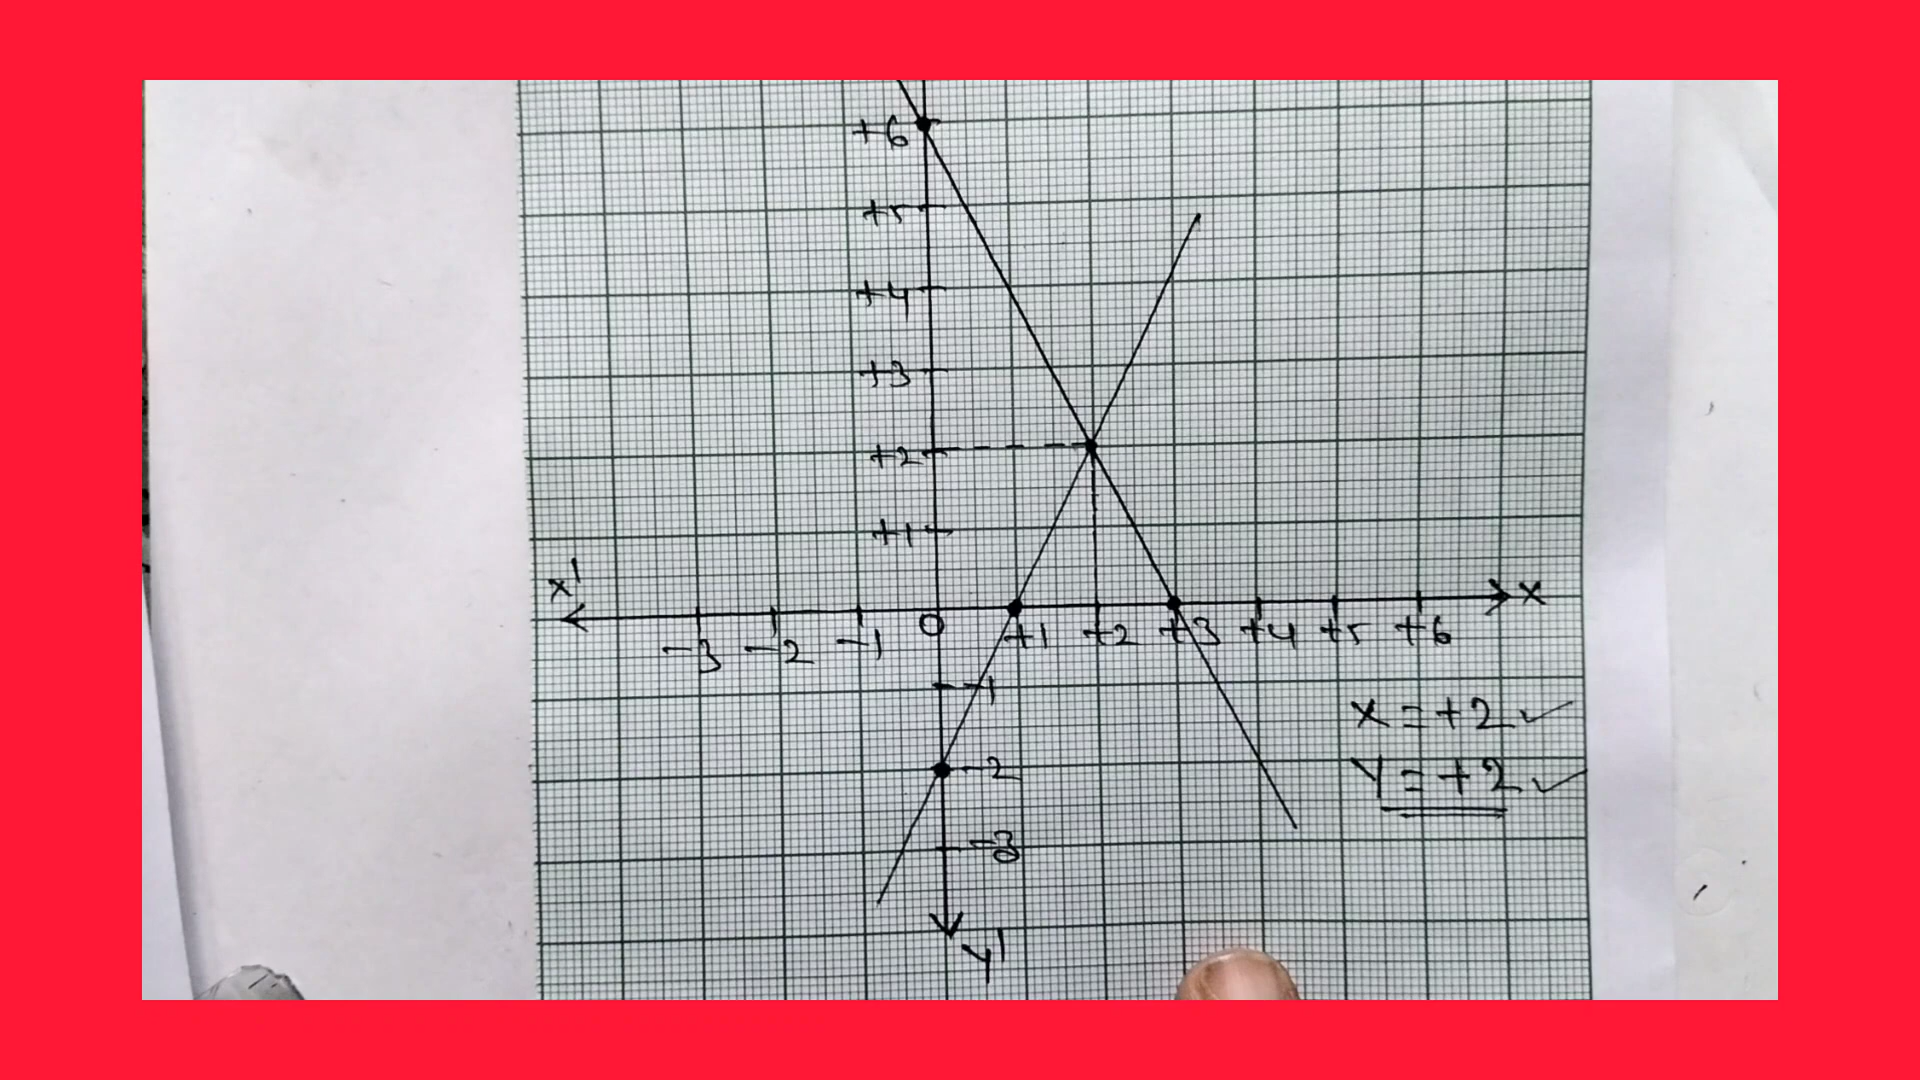 +6
+5
+4
+3
+2
+1
x'
x
-3 -2 -1 0 +1 +2 +3 +4 +5 +6
-1
x = +2 ✓
-2
y = +2 ✓
-3
y'